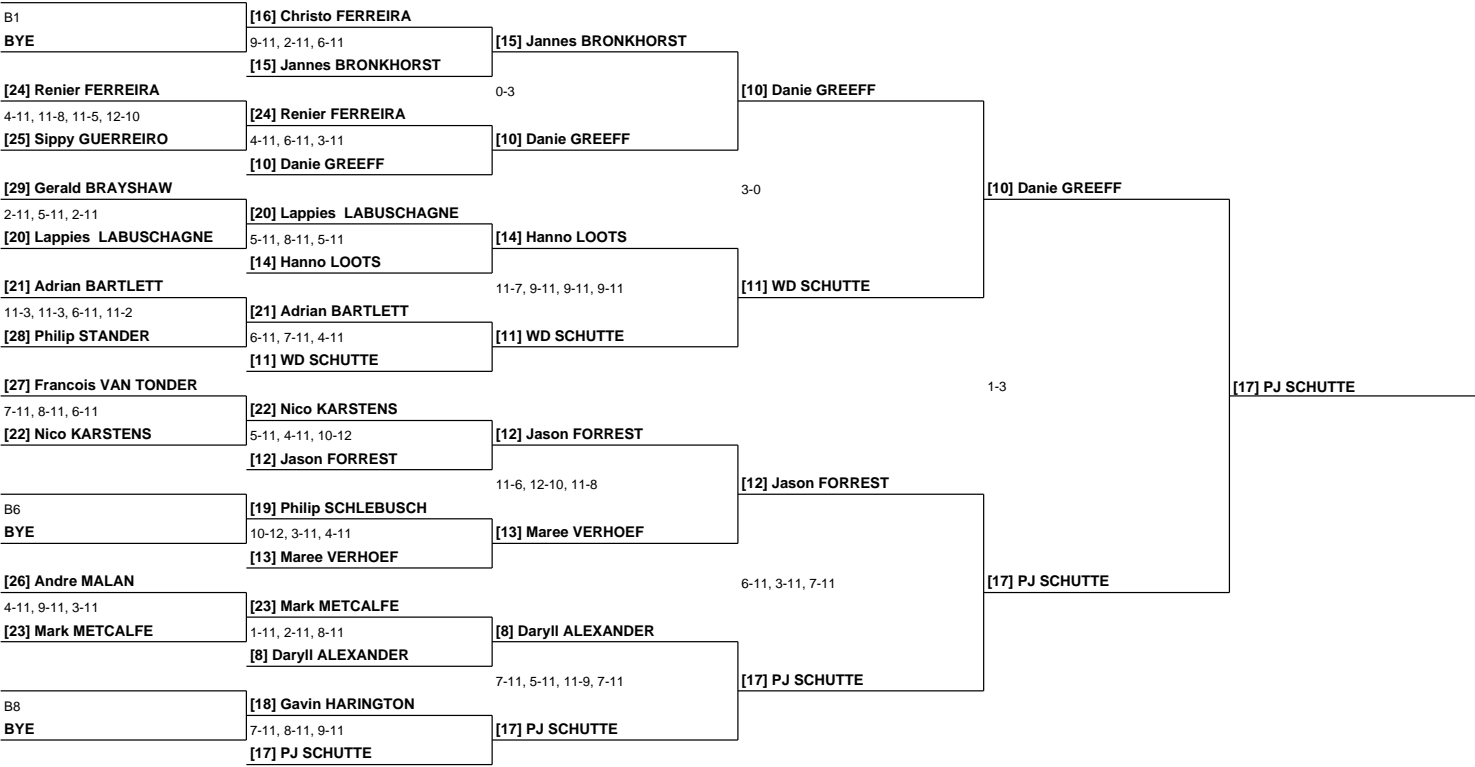 B1
BYE
[24] Renier FERREIRA
4-11, 11-8, 11-5, 12-10
[25] Sippy GUERREIRO
[29] Gerald BRAYSHAW
2-11, 5-11, 2-11
[20] Lappies  LABUSCHAGNE
[21] Adrian BARTLETT
11-3, 11-3, 6-11, 11-2
[28] Philip STANDER
[27] Francois VAN TONDER
7-11, 8-11, 6-11
[22] Nico KARSTENS
B6
BYE
[26] Andre MALAN
4-11, 9-11, 3-11
[23] Mark METCALFE
B8
BYE
[16] Christo FERREIRA
9-11, 2-11, 6-11
[15] Jannes BRONKHORST
[24] Renier FERREIRA
4-11, 6-11, 3-11
[10] Danie GREEFF
[20] Lappies  LABUSCHAGNE
5-11, 8-11, 5-11
[14] Hanno LOOTS
[21] Adrian BARTLETT
6-11, 7-11, 4-11
[11] WD SCHUTTE
[22] Nico KARSTENS
5-11, 4-11, 10-12
[12] Jason FORREST
[19] Philip SCHLEBUSCH
10-12, 3-11, 4-11
[13] Maree VERHOEF
[23] Mark METCALFE
1-11, 2-11, 8-11
[8] Daryll ALEXANDER
[18] Gavin HARINGTON
7-11, 8-11, 9-11
[17] PJ SCHUTTE
[15] Jannes BRONKHORST
0-3
[10] Danie GREEFF
[14] Hanno LOOTS
11-7, 9-11, 9-11, 9-11
[11] WD SCHUTTE
[12] Jason FORREST
11-6, 12-10, 11-8
[13] Maree VERHOEF
[8] Daryll ALEXANDER
7-11, 5-11, 11-9, 7-11
[17] PJ SCHUTTE
[10] Danie GREEFF
3-0
[11] WD SCHUTTE
[12] Jason FORREST
6-11, 3-11, 7-11
[17] PJ SCHUTTE
[10] Danie GREEFF
1-3
[17] PJ SCHUTTE
[17] PJ SCHUTTE